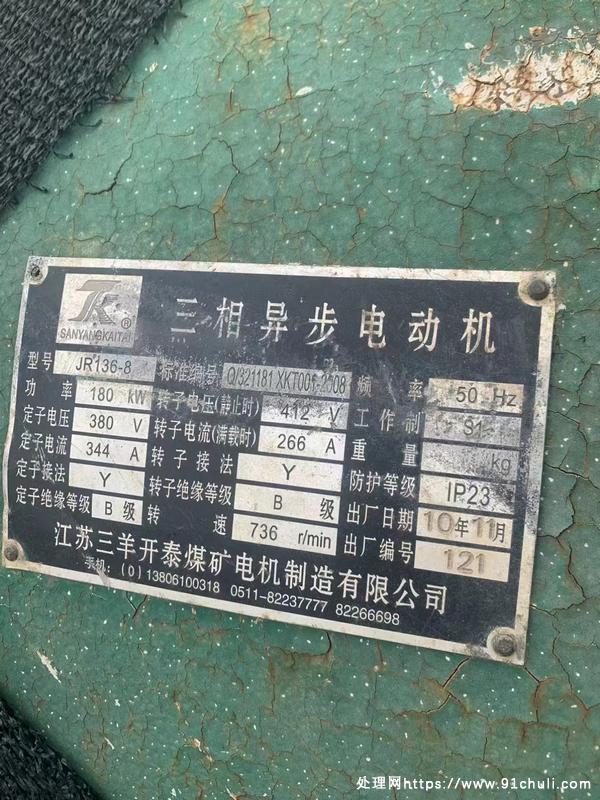 TK ®
SANYANGKAITAI
三相异步电动机
型号 JR136-8 标准编号 Q/321181 XKT001-2008 频率 50 Hz
功率 180 kW 转子电压(静止时) 412 V 工作制 S1
定子电压 380 V 转子电流(满载时) 266 A 重量 kg
定子电流 344 A 转子接法 Y 防护等级 IP23
定子接法 Y 转子绝缘等级 B 级 出厂日期 10年11月
定子绝缘等级 B 级 转速 736 r/min 出厂编号 121
江苏三羊开泰煤矿电机制造有限公司
手机:(0)13806100318 0511-82237777 82266698
处理网https://www.91chuli.com